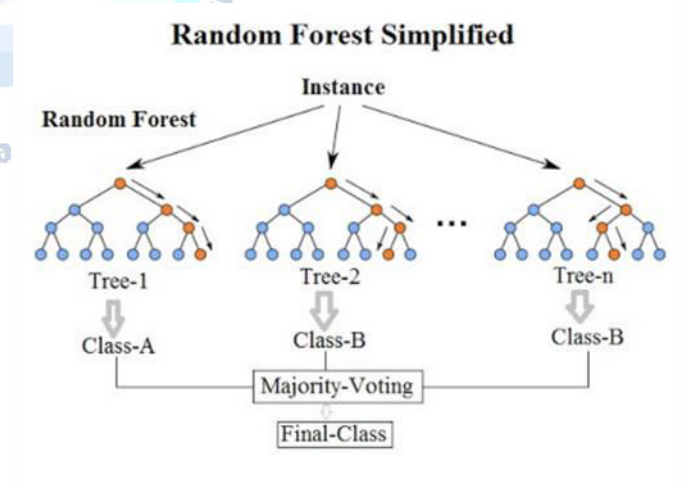 Random Forest Simplified
Instance
Random Forest
...
Tree-1
Tree-2
Tree-n
Class-A
Class-B
Class-B
Majority-Voting
Final-Class